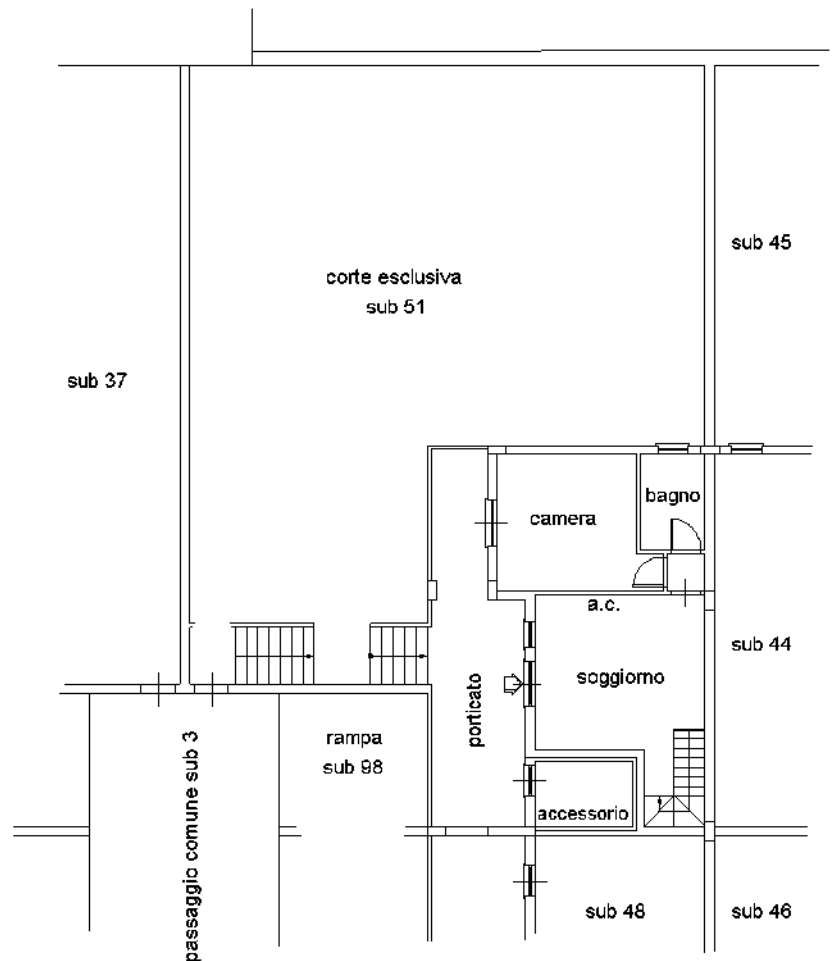 sub 45
corte esclusiva
sub 51
sub 37
bagno
camera
a.c.
sub 44
soggiorno
porticato
rampa
sub 98
passaggio comune sub 3
accessorio
sub 48
sub 46